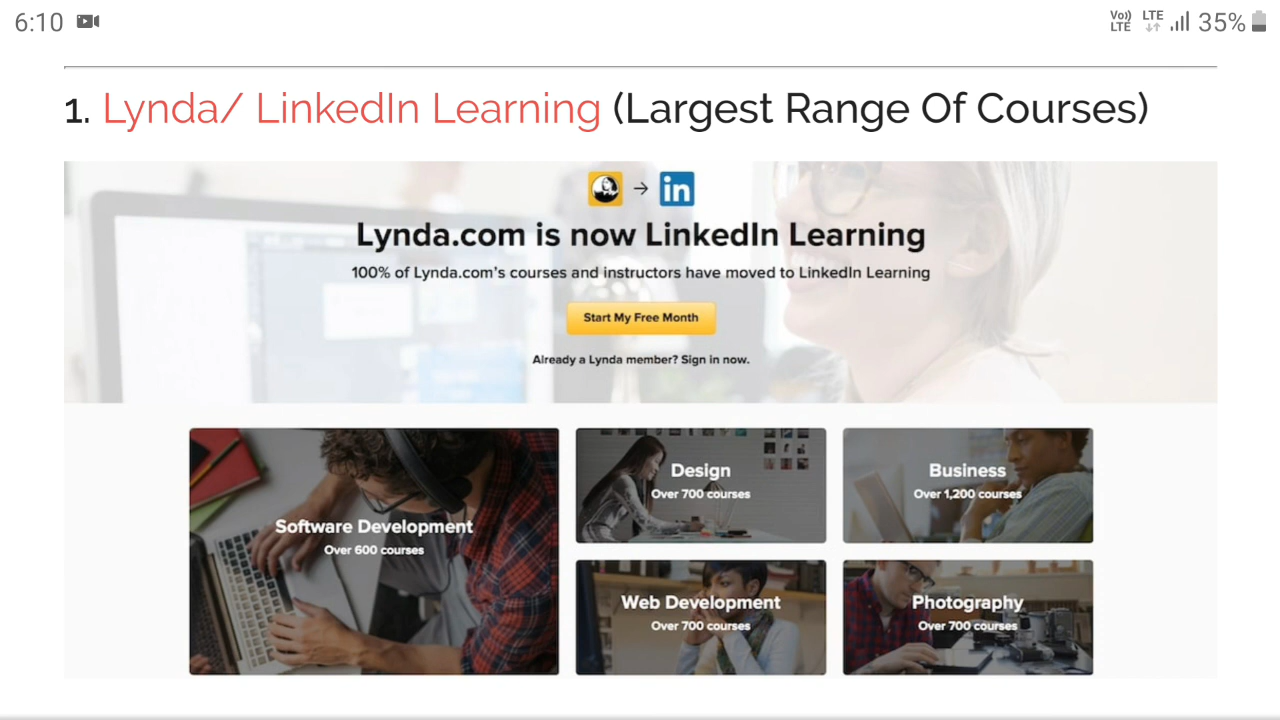 6:10
Vo)) LTE LTE 35%
1. Lynda/ LinkedIn Learning (Largest Range Of Courses)
in
Lynda.com is now LinkedIn Learning
100% of Lynda.com's courses and instructors have moved to LinkedIn Learning
Start My Free Month
Already a Lynda member? Sign in now.
Software Development
Over 600 courses
Design
Over 700 courses
Business
Over 1,200 courses
Web Development
Over 700 courses
Photography
Over 700 courses